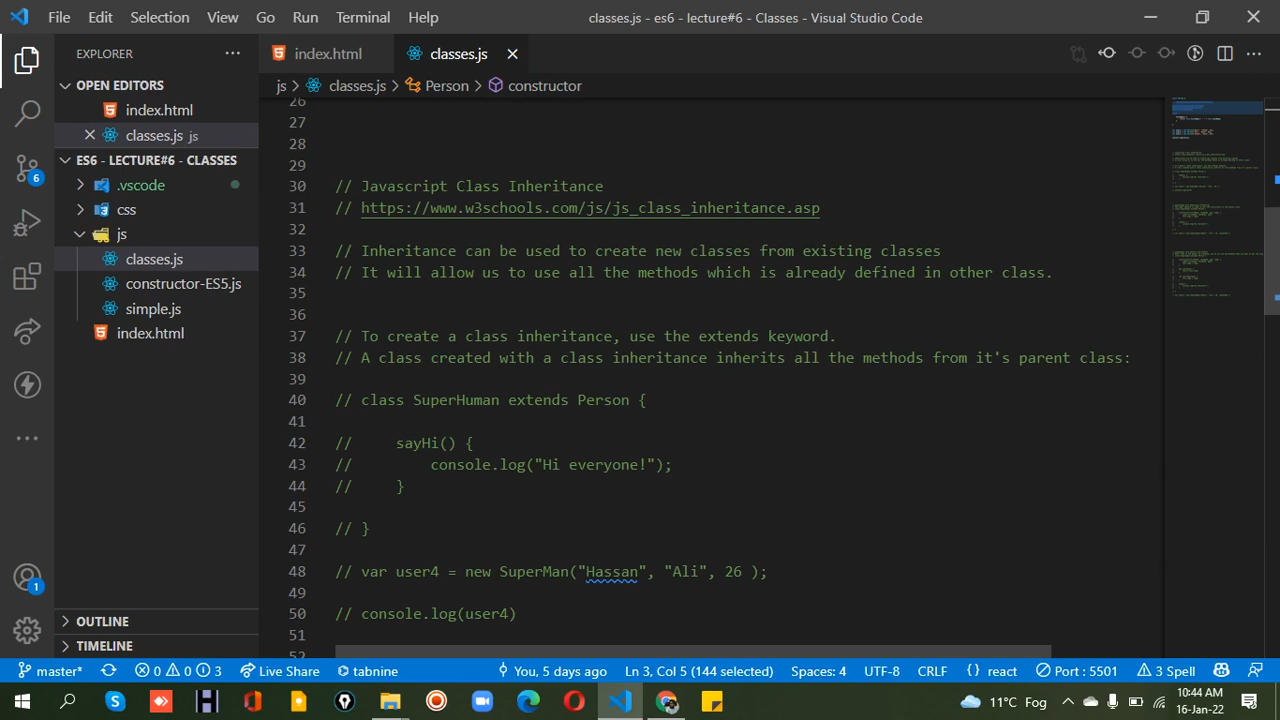 File Edit Selection View Go Run Terminal Help classes.js - es6 - lecture#6 - Classes - Visual Studio Code
EXPLORER
index.html classes.js
OPEN EDITORS
index.html
classes.js js
ES6 - LECTURE#6 - CLASSES
.vscode
css
js
classes.js
constructor-ES5.js
simple.js
index.html
OUTLINE
TIMELINE
js > classes.js > Person > constructor
26
27
28
29
30 // Javascript Class Inheritance
31 // https://www.w3schools.com/js/js_class_inheritance.asp
32
33 // Inheritance can be used to create new classes from existing classes
34 // It will allow us to use all the methods which is already defined in other class.
35
36
37 // To create a class inheritance, use the extends keyword.
38 // A class created with a class inheritance inherits all the methods from it's parent class:
39
40 // class SuperHuman extends Person {
41
42 //     sayHi() {
43 //         console.log("Hi everyone!");
44 //     }
45
46 // }
47
48 // var user4 = new SuperMan("Hassan", "Ali", 26 );
49
50 // console.log(user4)
51
52
6
1
master* 0 0 3 Live Share tabnine You, 5 days ago Ln 3, Col 5 (144 selected) Spaces: 4 UTF-8 CRLF { } react Port : 5501 3 Spell
11°C Fog
10:44 AM
16-Jan-22